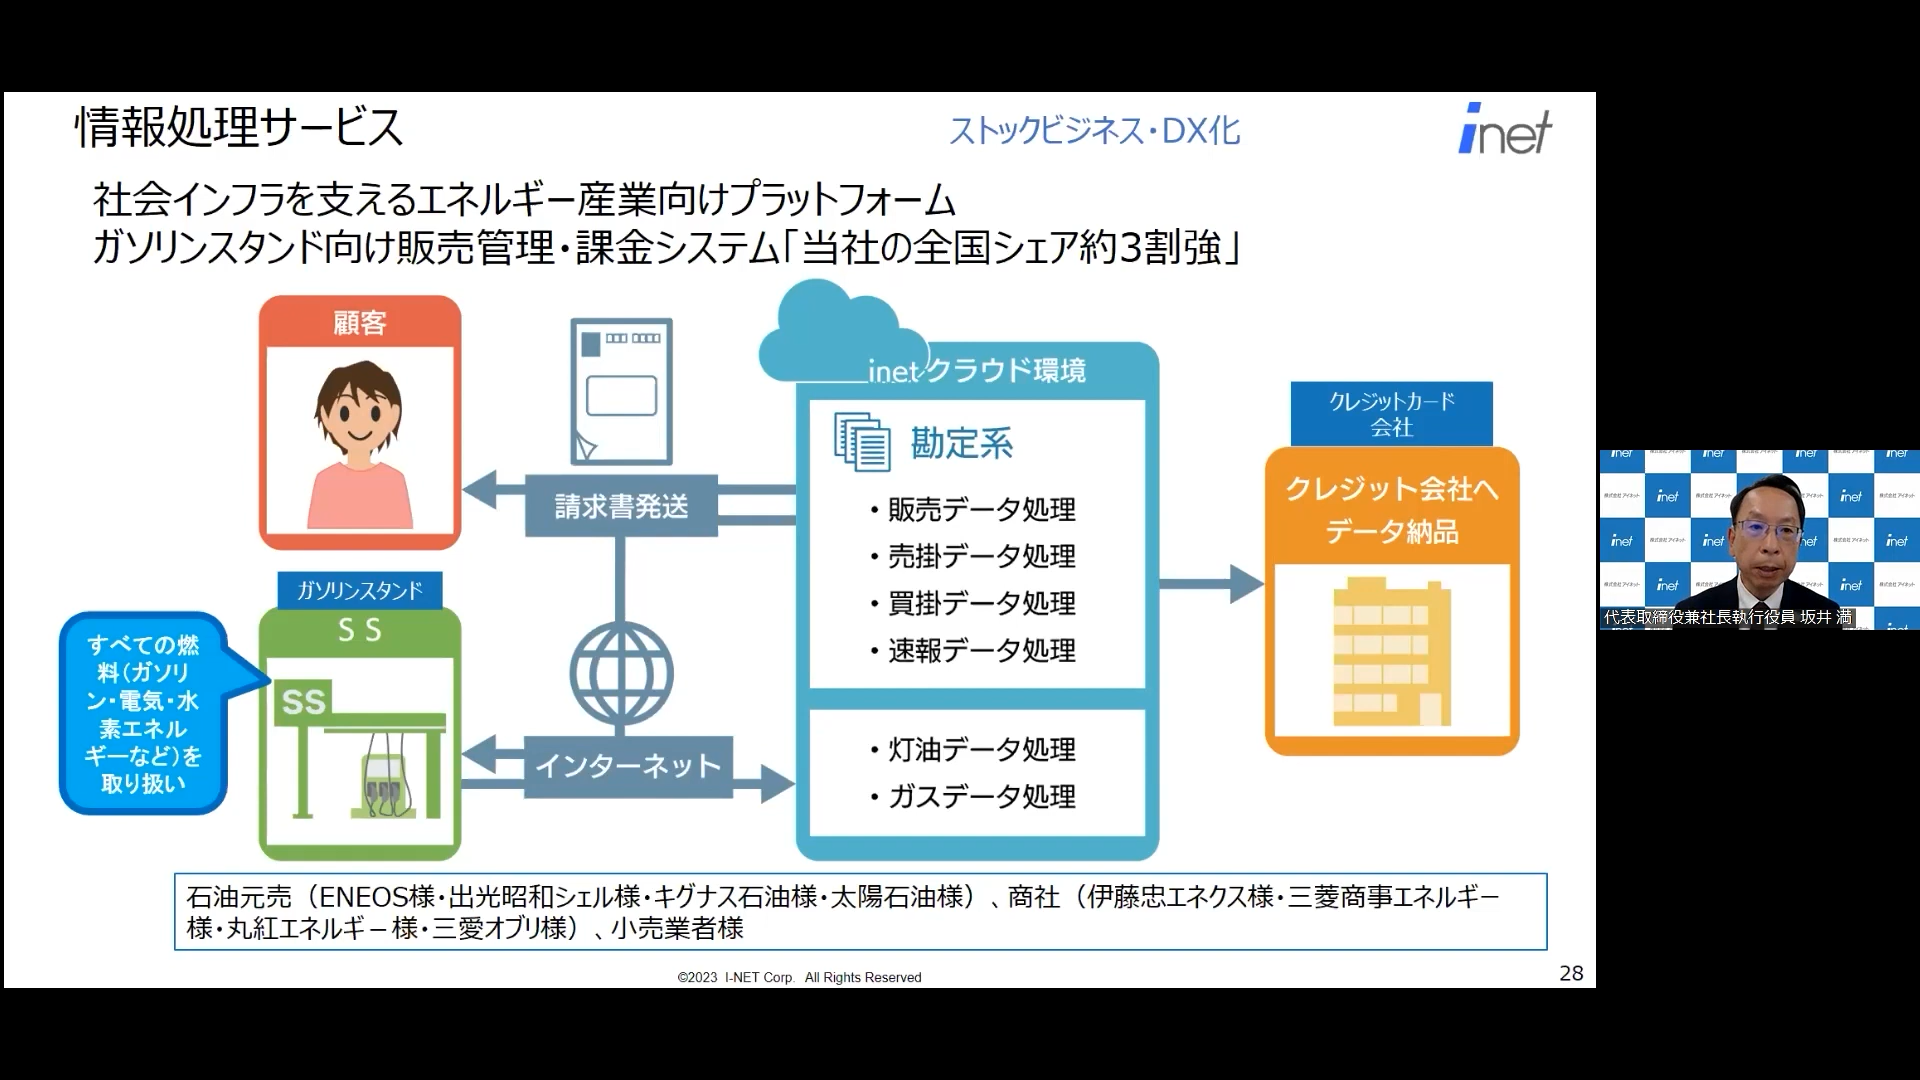 情報処理サービス
ストックビジネス・DX化
inet
社会インフラを支えるエネルギー産業向けプラットフォーム
ガソリンスタンド向け販売管理・課金システム「当社の全国シェア約3割強」
顧客
請求書発送
inetクラウド環境
勘定系
・販売データ処理
・売掛データ処理
・買掛データ処理
・速報データ処理
・灯油データ処理
・ガスデータ処理
クレジットカード
会社
クレジット会社へ
データ納品
ガソリンスタンド
SS
SS
すべての燃
料(ガソリ
ン・電気・水
素エネル
ギーなど)を
取り扱い
インターネット
石油元売（ENEOS様・出光昭和シェル様・キグナス石油様・太陽石油様）、商社（伊藤忠エネクス様・三菱商事エネルギー
様・丸紅エネルギ－様・三愛オブリ様）、小売業者様
©2023 I-NET Corp. All Rights Reserved
28
inet
株式会社アイネット
代表取締役兼社長執行役員 坂井 満